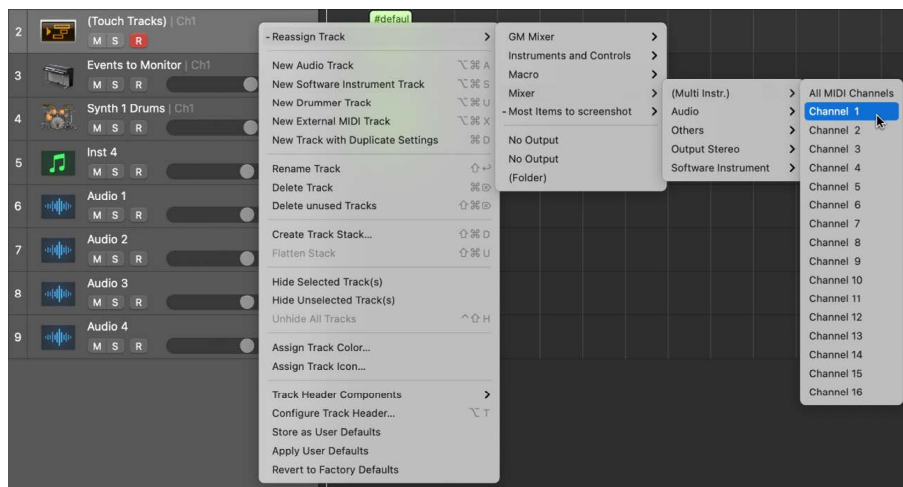 2
(Touch Tracks) | Ch1
M S R
3
Events to Monitor | Ch1
M S R
4
Synth 1 Drums | Ch1
M S R
5
Inst 4
M S R
6
Audio 1
M S R
7
Audio 2
M S R
8
Audio 3
M S R
9
Audio 4
M S R
#defaul
- Reassign Track
New Audio Track ⌥⌘A
New Software Instrument Track ⌥⌘S
New Drummer Track ⌥⌘U
New External MIDI Track ⌥⌘X
New Track with Duplicate Settings ⌘D
Rename Track ⇧↩
Delete Track ⌘⌫
Delete unused Tracks ⇧⌘⌫
Create Track Stack... ⇧⌘D
Flatten Stack ⇧⌘U
Hide Selected Track(s)
Hide Unselected Track(s)
Unhide All Tracks ^⇧H
Assign Track Color...
Assign Track Icon...
Track Header Components
Configure Track Header... ⌥T
Store as User Defaults
Apply User Defaults
Revert to Factory Defaults
GM Mixer
Instruments and Controls
Macro
Mixer
- Most Items to screenshot
No Output
No Output
(Folder)
(Multi Instr.)
Audio
Others
Output Stereo
Software Instrument
All MIDI Channels
Channel 1
Channel 2
Channel 3
Channel 4
Channel 5
Channel 6
Channel 7
Channel 8
Channel 9
Channel 10
Channel 11
Channel 12
Channel 13
Channel 14
Channel 15
Channel 16